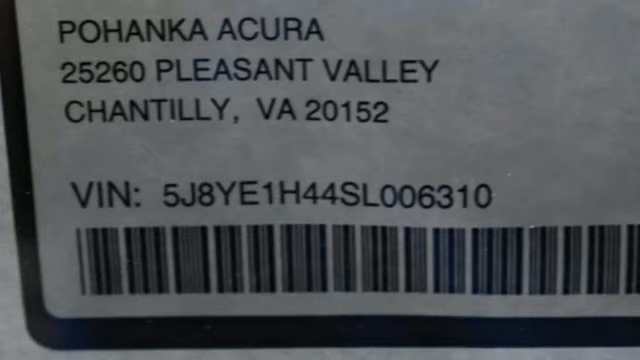 POHANKA ACURA
25260 PLEASANT VALLEY
CHANTILLY, VA 20152
VIN: 5J8YE1H44SL006310